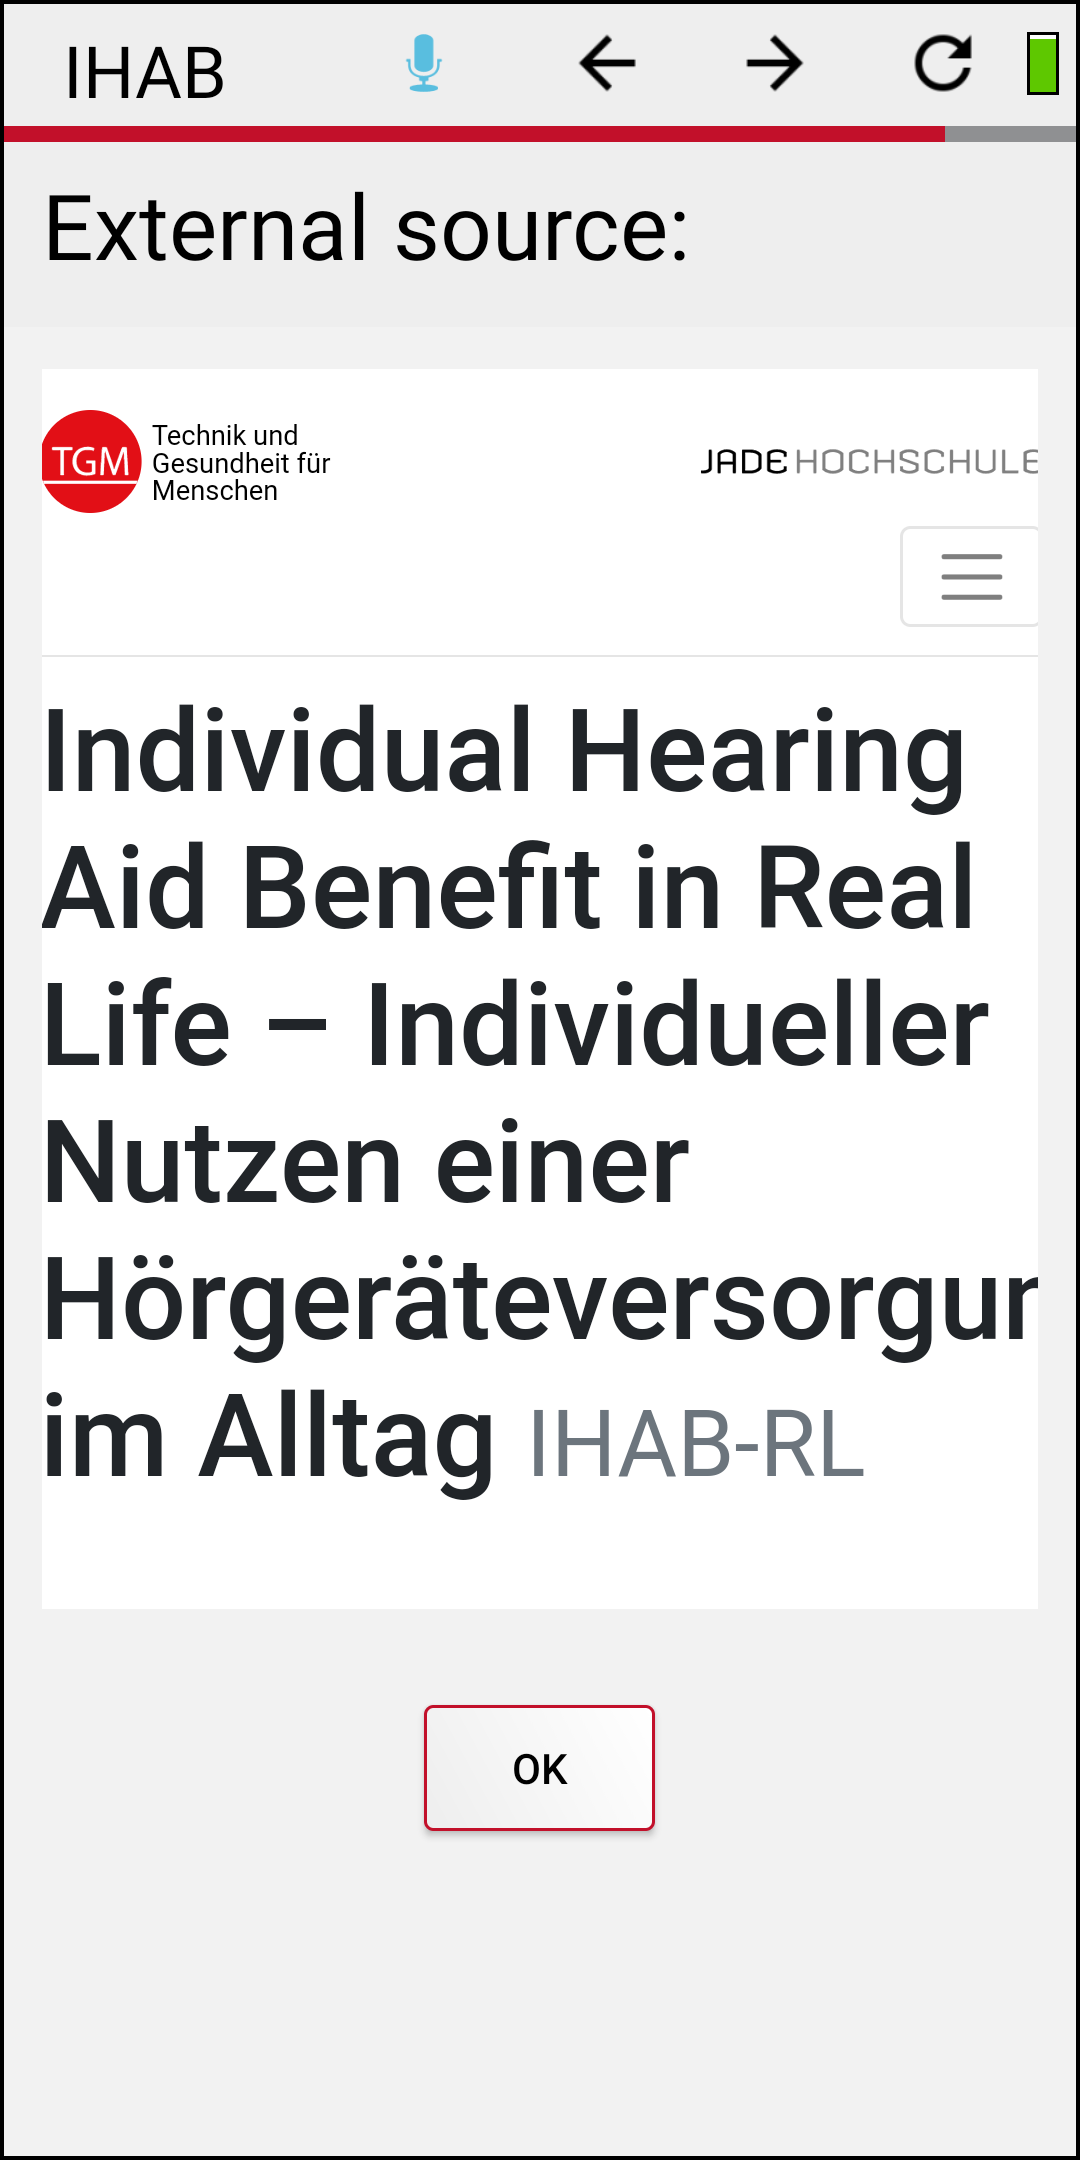 IHAB
External source:
TGM
Technik und
Gesundheit für
Menschen
JADE HOCHSCHULE
Individual Hearing
Aid Benefit in Real
Life – Individueller
Nutzen einer
Hörgeräteversorgun
im Alltag IHAB-RL
OK